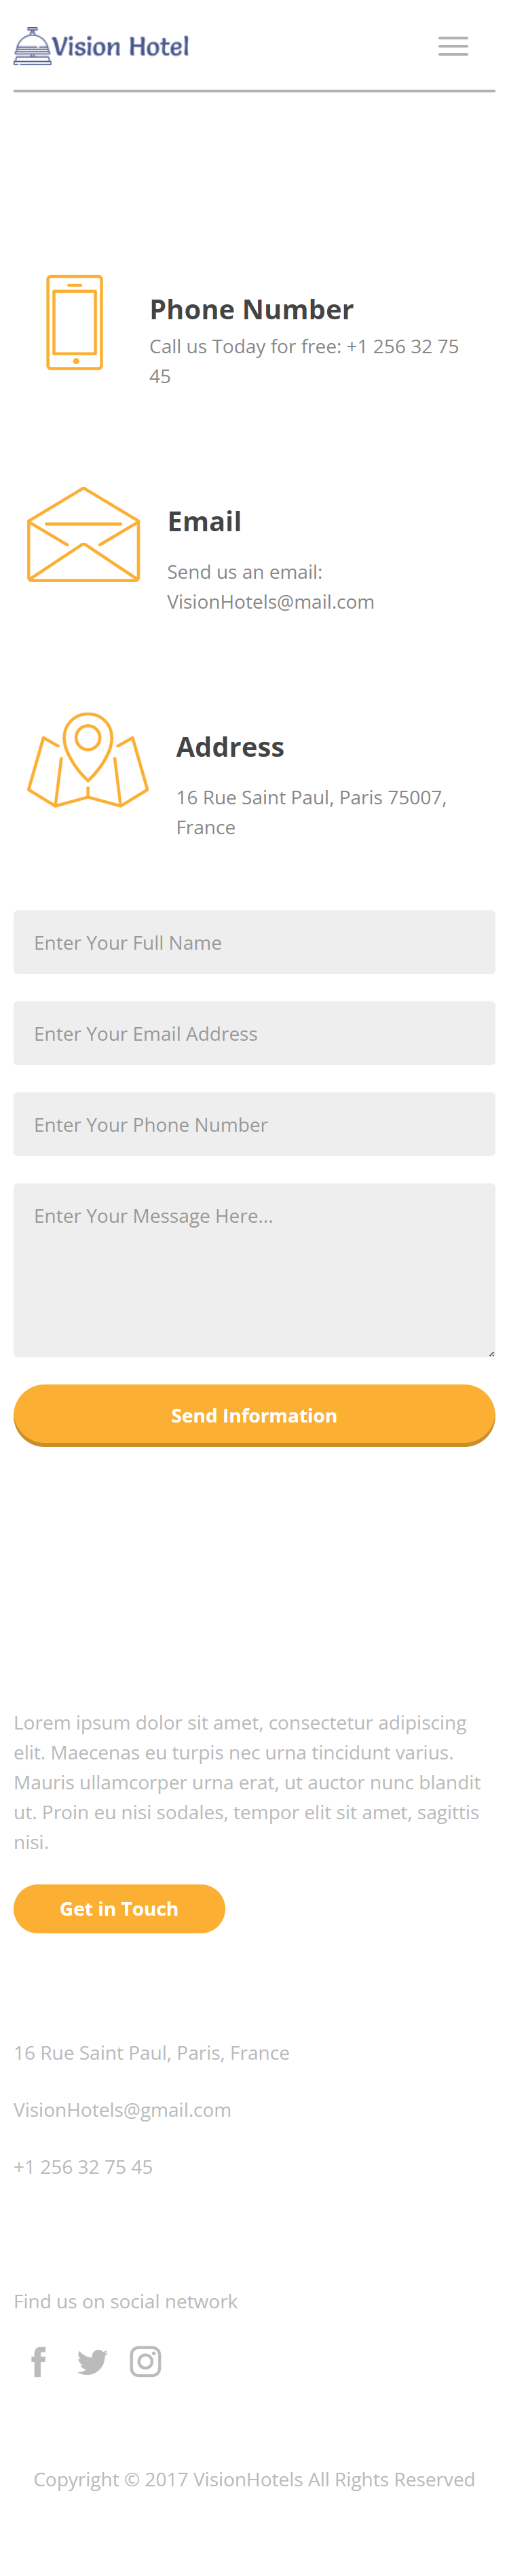 Vision Hotel
Phone Number
Call us Today for free: +1 256 32 75
45
Email
Send us an email:
VisionHotels@mail.com
Address
16 Rue Saint Paul, Paris 75007,
France
Enter Your Full Name
Enter Your Email Address
Enter Your Phone Number
Enter Your Message Here...
Send Information
Lorem ipsum dolor sit amet, consectetur adipiscing
elit. Maecenas eu turpis nec urna tincidunt varius.
Mauris ullamcorper urna erat, ut auctor nunc blandit
ut. Proin eu nisi sodales, tempor elit sit amet, sagittis
nisi.
Get in Touch
16 Rue Saint Paul, Paris, France
VisionHotels@gmail.com
+1 256 32 75 45
Find us on social network
Copyright © 2017 VisionHotels All Rights Reserved